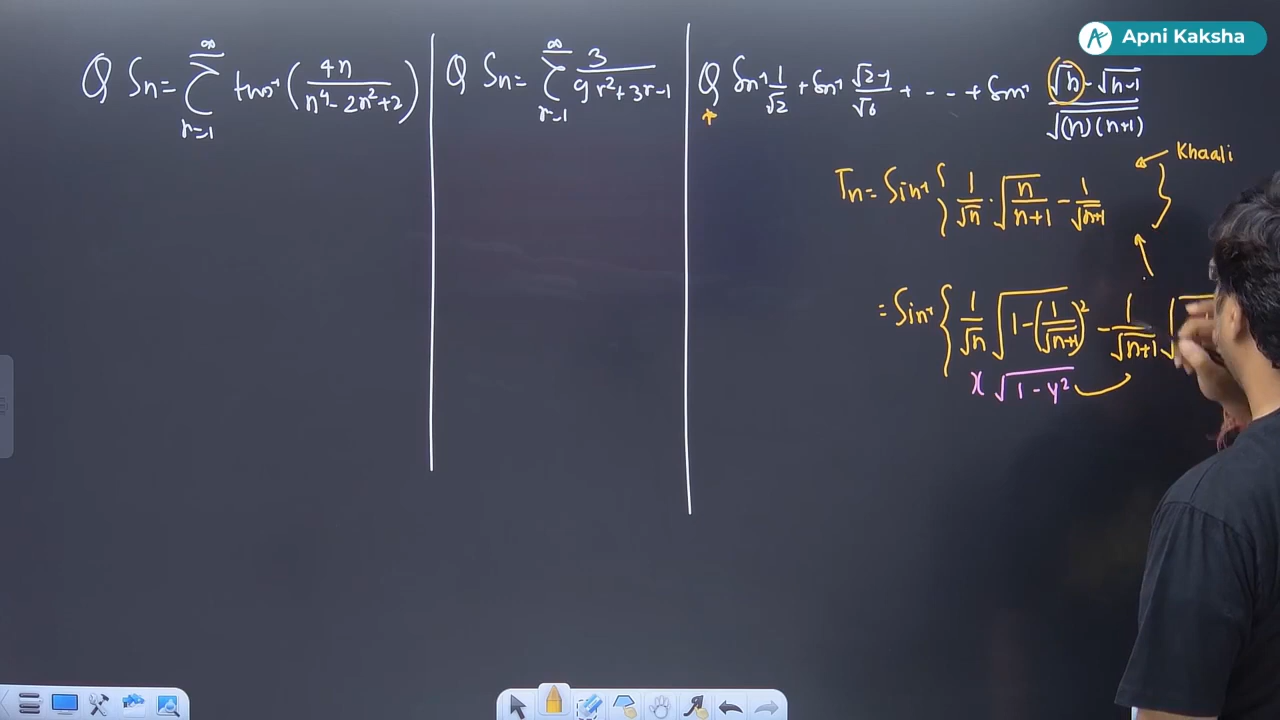 Apni Kaksha
Q Sn = ∞ Σ r=1 tan⁻¹ ( 4n / n⁴ - 2n² + 2 )
Q Sn = ∞ Σ r=1 3 / 9r² + 3r - 1
Q Sin⁻¹ 1/√2 + Sin⁻¹ √2-1/√6 + - - .. + Sin⁻¹ √n - √n-1 / √(n)(n+1)
Khaali
Tn = Sin⁻¹ { 1/√n · √n/n+1 - 1/√n+1
= Sin⁻¹ { 1/√n √1 - (1/√n+1)² - 1/√n+1 √
x √1 - y²